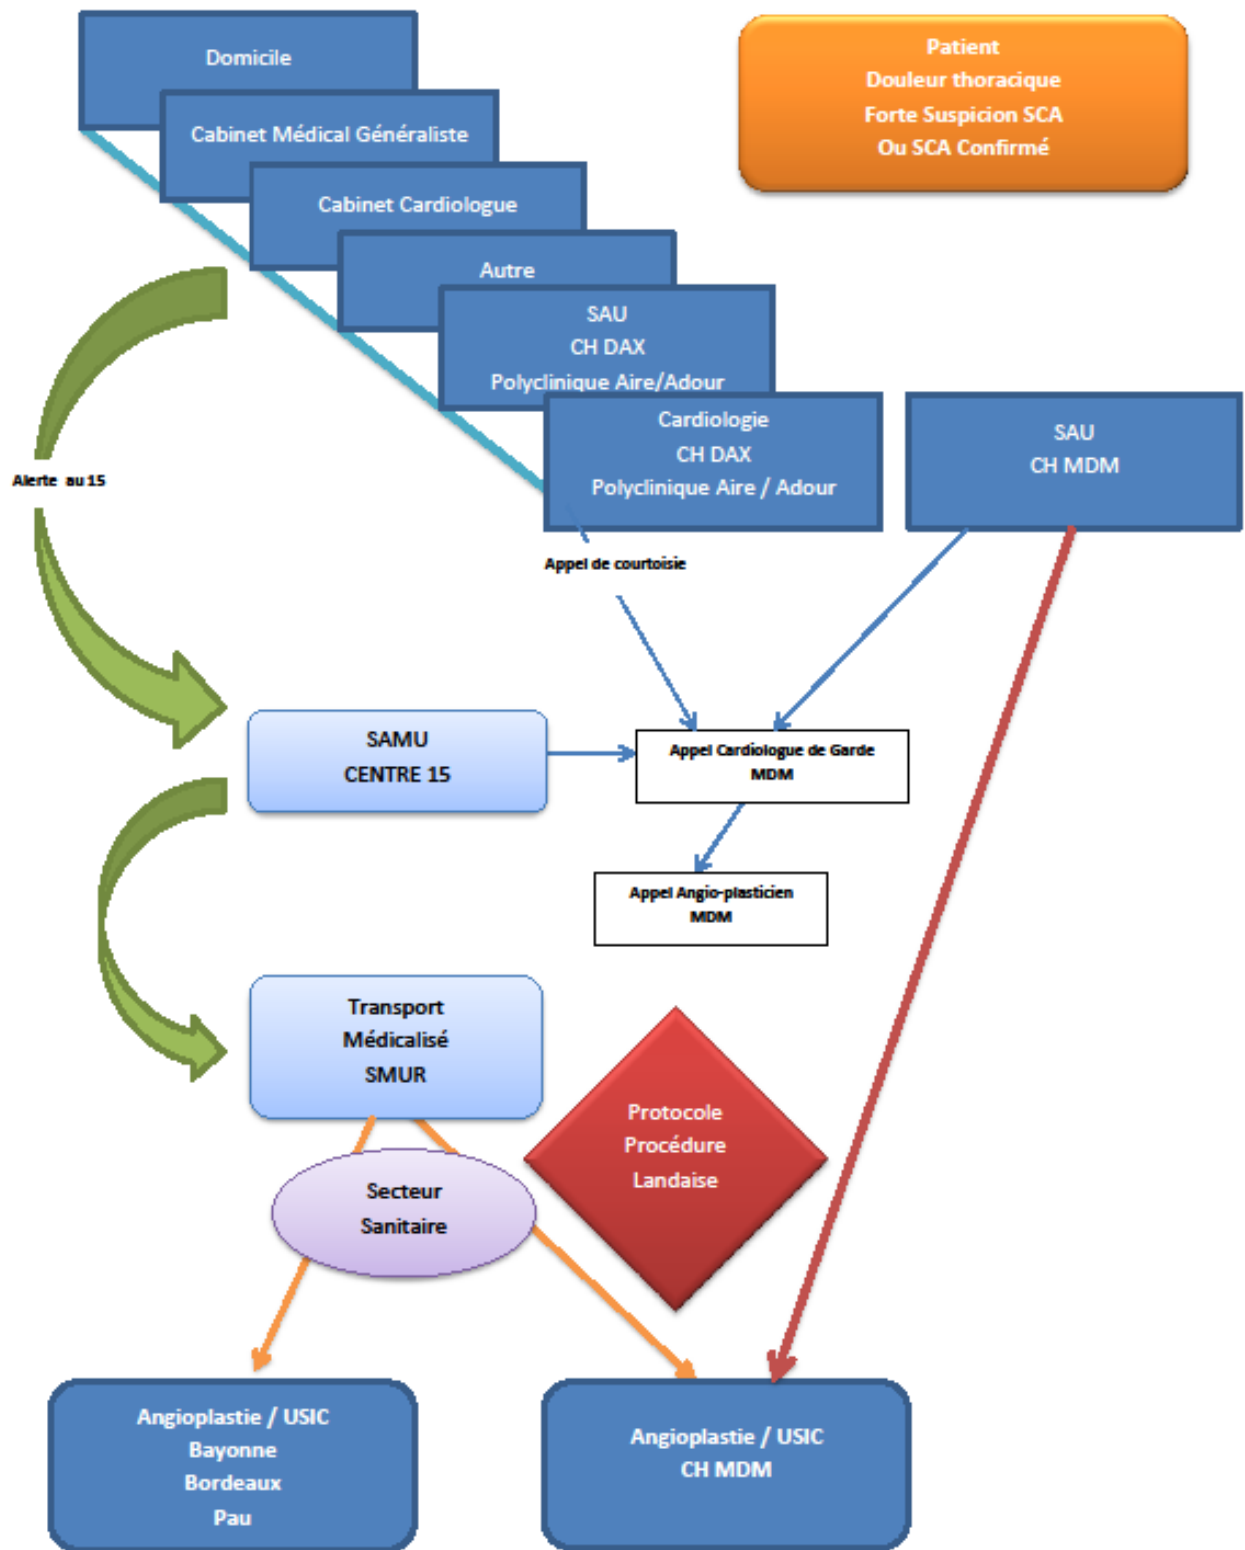 Domicile
Patient
Douleur thoracique
Forte Suspicion SCA
Ou SCA Confirmé
Cabinet Médical Généraliste
Cabinet Cardiologue
Autre
SAU
CH DAX
Polyclinique Aire/Adour
Cardiologie
CH DAX
Polyclinique Aire / Adour
SAU
CH MDM
Alerte au 15
Appel de courtoisie
SAMU
CENTRE 15
Appel Cardiologue de Garde
MDM
Appel Angio-plasticien
MDM
Transport
Médicalisé
SMUR
Protocole
Procédure
Landaise
Secteur
Sanitaire
Angioplastie / USIC
Bayonne
Bordeaux
Pau
Angioplastie / USIC
CH MDM